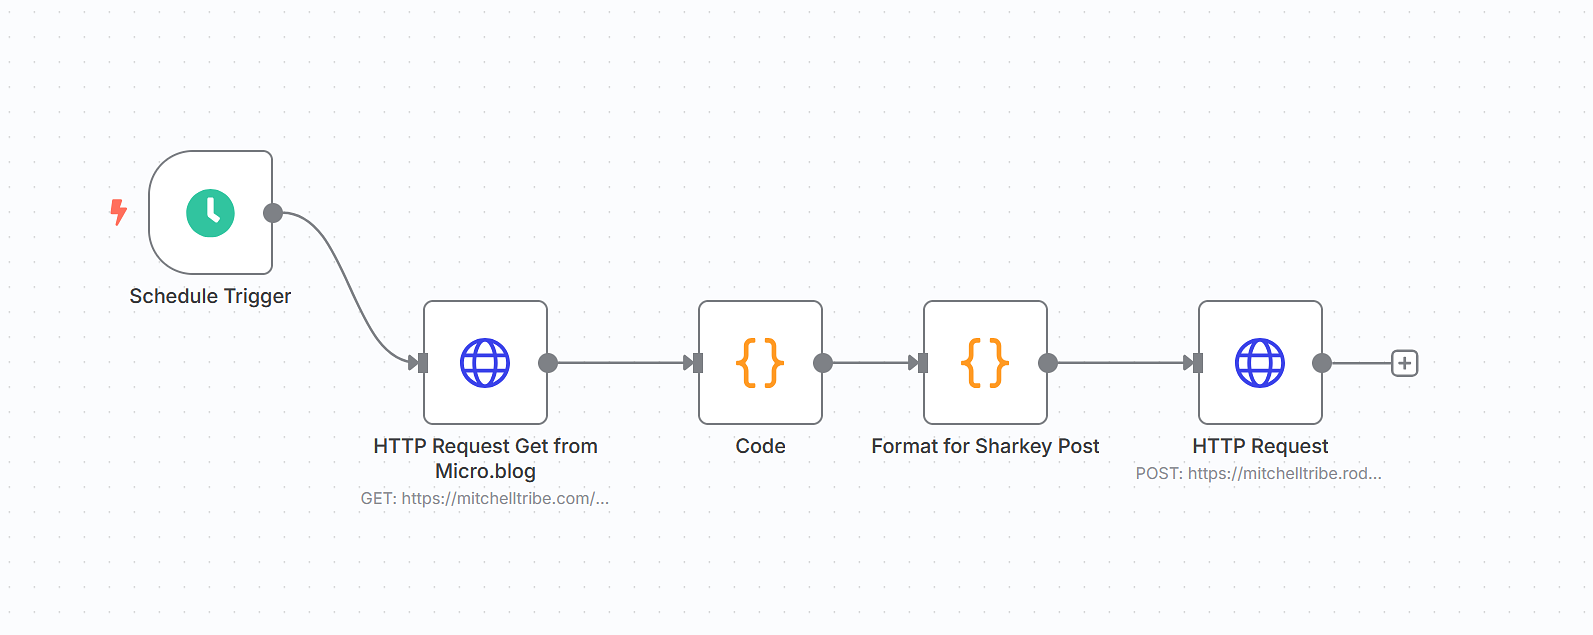 Schedule Trigger
HTTP Request Get from
Micro.blog
GET: https://mitchelltribe.com/...
Code
Format for Sharkey Post
HTTP Request
POST: https://mitchelltribe.rod...